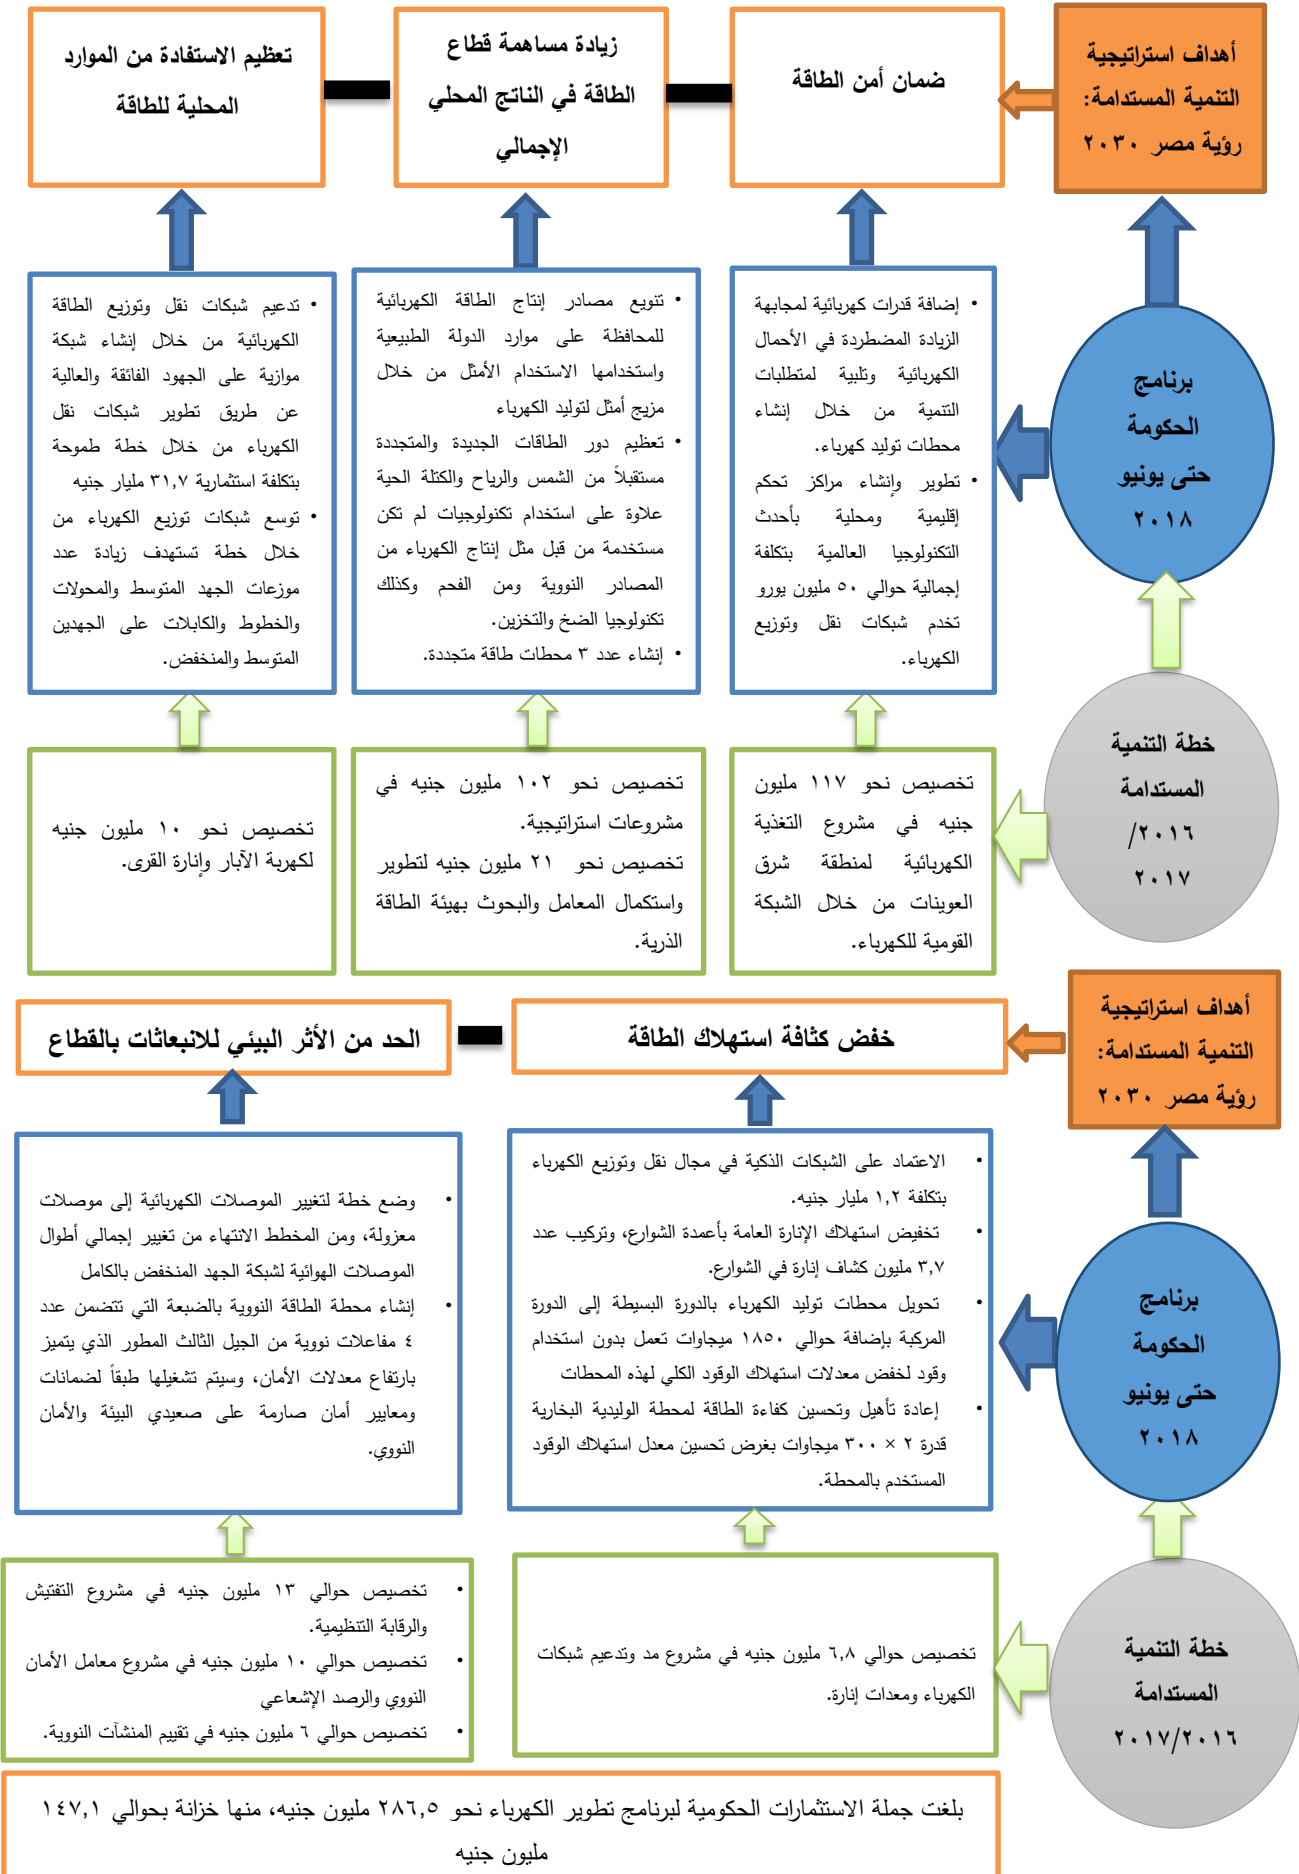 أهداف استراتيجية
التنمية المستدامة:
رؤية مصر ٢٠٣٠
ضمان أمن الطاقة
زيادة مساهمة قطاع
الطاقة في الناتج المحلي
الإجمالي
تعظيم الاستفادة من الموارد
المحلية للطاقة
برنامج
الحكومة
حتى يونيو
٢٠١٨
• إضافة قدرات كهربائية لمجابهة
الزيادة المضطردة في الأحمال
الكهربائية وتلبية لمتطلبات
التنمية من خلال إنشاء
محطات توليد كهرباء.
• تطوير وإنشاء مراكز تحكم
إقليمية ومحلية بأحدث
التكنولوجيا العالمية بتكلفة
إجمالية حوالي ٥٠ مليون يورو
تخدم شبكات نقل وتوزيع
الكهرباء.
• تنويع مصادر إنتاج الطاقة الكهربائية
للمحافظة على موارد الدولة الطبيعية
واستخدامها الاستخدام الأمثل من خلال
مزيج أمثل لتوليد الكهرباء
• تعظيم دور الطاقات الجديدة والمتجددة
مستقبلاً من الشمس والرياح والكتلة الحية
علاوة على استخدام تكنولوجيات لم تكن
مستخدمة من قبل مثل إنتاج الكهرباء من
المصادر النووية ومن الفحم وكذلك
تكنولوجيا الضخ والتخزين.
• إنشاء عدد ٣ محطات طاقة متجددة.
• تدعيم شبكات نقل وتوزيع الطاقة
الكهربائية من خلال إنشاء شبكة
موازية على الجهود الفائقة والعالية
عن طريق تطوير شبكات نقل
الكهرباء من خلال خطة طموحة
بتكلفة استثمارية ٣١,٧ مليار جنيه
• توسع شبكات توزيع الكهرباء من
خلال خطة تستهدف زيادة عدد
موزعات الجهد المتوسط والمحولات
والخطوط والكابلات على الجهدين
المتوسط والمنخفض.
خطة التنمية
المستدامة
٢٠١٦/
٢٠١٧
تخصيص نحو ١١٧ مليون
جنيه في مشروع التغذية
الكهربائية لمنطقة شرق
العوينات من خلال الشبكة
القومية للكهرباء.
تخصيص نحو ١٠٢ مليون جنيه في
مشروعات استراتيجية.
تخصيص نحو ٢١ مليون جنيه لتطوير
واستكمال المعامل والبحوث بهيئة الطاقة
الذرية.
تخصيص نحو ١٠ مليون جنيه
لكهربة الآبار وإنارة القرى.
أهداف استراتيجية
التنمية المستدامة:
رؤية مصر ٢٠٣٠
خفض كثافة استهلاك الطاقة
الحد من الأثر البيئي للانبعاثات بالقطاع
برنامج
الحكومة
حتى يونيو
٢٠١٨
• الاعتماد على الشبكات الذكية في مجال نقل وتوزيع الكهرباء
بتكلفة ١,٢ مليار جنيه.
• تخفيض استهلاك الإنارة العامة بأعمدة الشوارع، وتركيب عدد
٣,٧ مليون كشاف إنارة في الشوارع.
• تحويل محطات توليد الكهرباء بالدورة البسيطة إلى الدورة
المركبة بإضافة حوالي ١٨٥٠ ميجاوات تعمل بدون استخدام
وقود لخفض معدلات استهلاك الوقود الكلي لهذه المحطات
• إعادة تأهيل وتحسين كفاءة الطاقة لمحطة الوليدية البخارية
قدرة ٢ × ٣٠٠ ميجاوات بغرض تحسين معدل استهلاك الوقود
المستخدم بالمحطة.
• وضع خطة لتغيير الموصلات الكهربائية إلى موصلات
معزولة، ومن المخطط الانتهاء من تغيير إجمالي أطوال
الموصلات الهوائية لشبكة الجهد المنخفض بالكامل
• إنشاء محطة الطاقة النووية بالضبعة التي تتضمن عدد
٤ مفاعلات نووية من الجيل الثالث المطور الذي يتميز
بارتفاع معدلات الأمان، وسيتم تشغيلها طبقاً لضمانات
ومعايير أمان صارمة على صعيدي البيئة والأمان
النووي.
خطة التنمية
المستدامة
٢٠١٧/٢٠١٦
تخصيص حوالي ٦,٨ مليون جنيه في مشروع مد وتدعيم شبكات
الكهرباء ومعدات إنارة.
• تخصيص حوالي ١٣ مليون جنيه في مشروع التفتيش
والرقابة التنظيمية.
• تخصيص حوالي ١٠ مليون جنيه في مشروع معامل الأمان
النووي والرصد الإشعاعي
• تخصيص حوالي ٦ مليون جنيه في تقييم المنشآت النووية.
بلغت جملة الاستثمارات الحكومية لبرنامج تطوير الكهرباء نحو ٢٨٦,٥ مليون جنيه، منها خزانة بحوالي ١٤٧,١
مليون جنيه